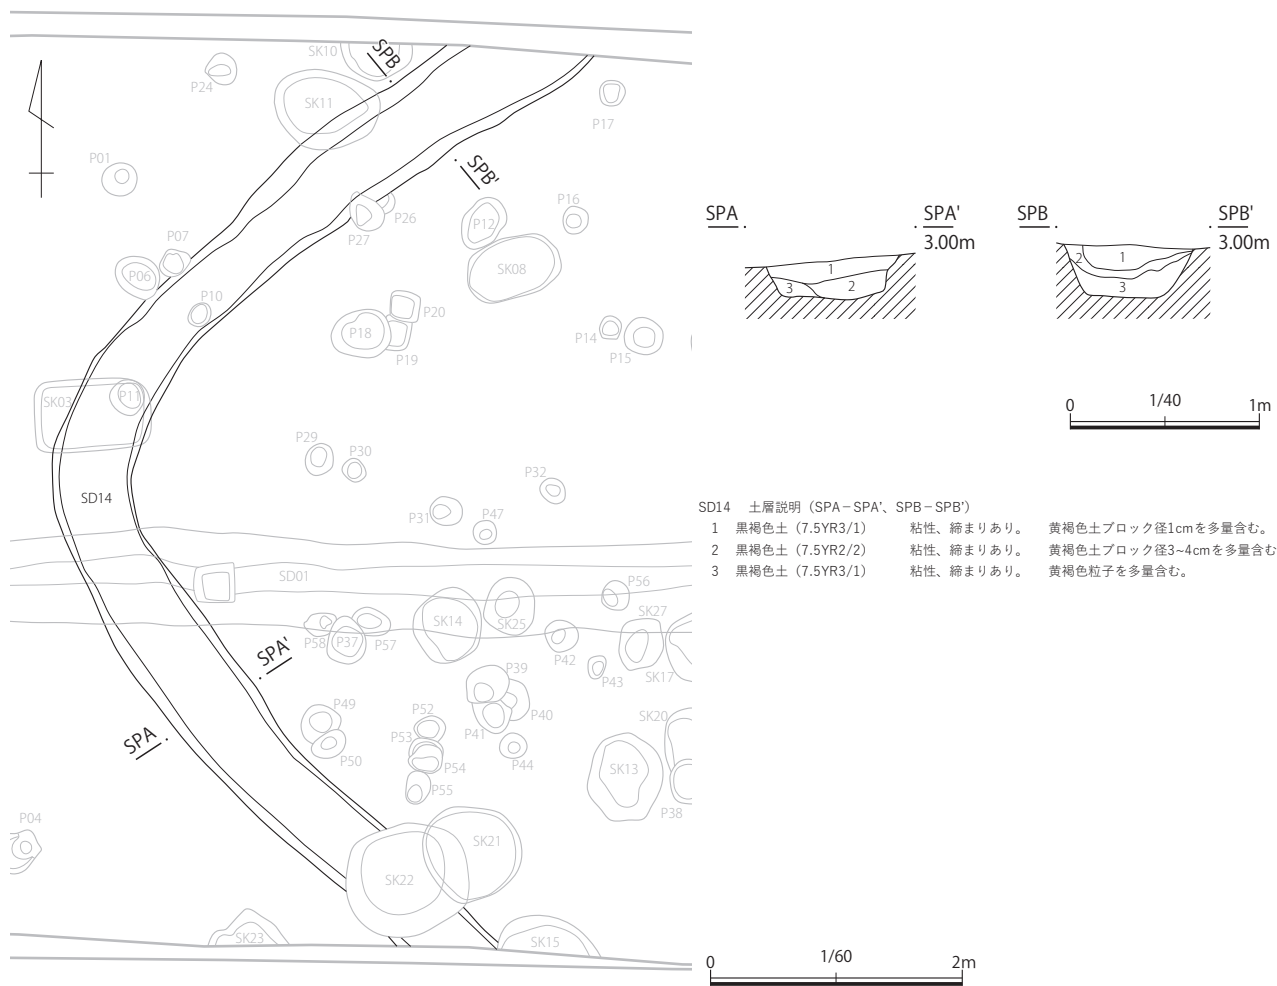 SK10
SPB
P24
SK11
P17
P01
SPB'
P16
P26
P12
P27
P07
P06
SK08
P10
P20
P18
P19
P14
P15
SK03
P11
P29
P30
P32
SD14
P31
P47
SD01
P56
SK27
P58
P37
P57
SK14
SK25
P42
P43
SK17
SPA'
P39
P40
P41
P44
P49
P50
P52
P53
P54
P55
SK20
SK13
P38
SPA
P04
SK21
SK22
SK23
SK15
SPA
SPA'
3.00m
1
2
3
SPB
SPB'
3.00m
1
2
3
0 1/40 1m
SD14 土層説明（SPA－SPA'、SPB－SPB'）
1 黒褐色土（7.5YR3/1） 粘性、締まりあり。 黄褐色土ブロック径1cmを多量含む。
2 黒褐色土（7.5YR2/2） 粘性、締まりあり。 黄褐色土ブロック径3~4cmを多量含む
3 黒褐色土（7.5YR3/1） 粘性、締まりあり。 黄褐色粒子を多量含む。
0 1/60 2m